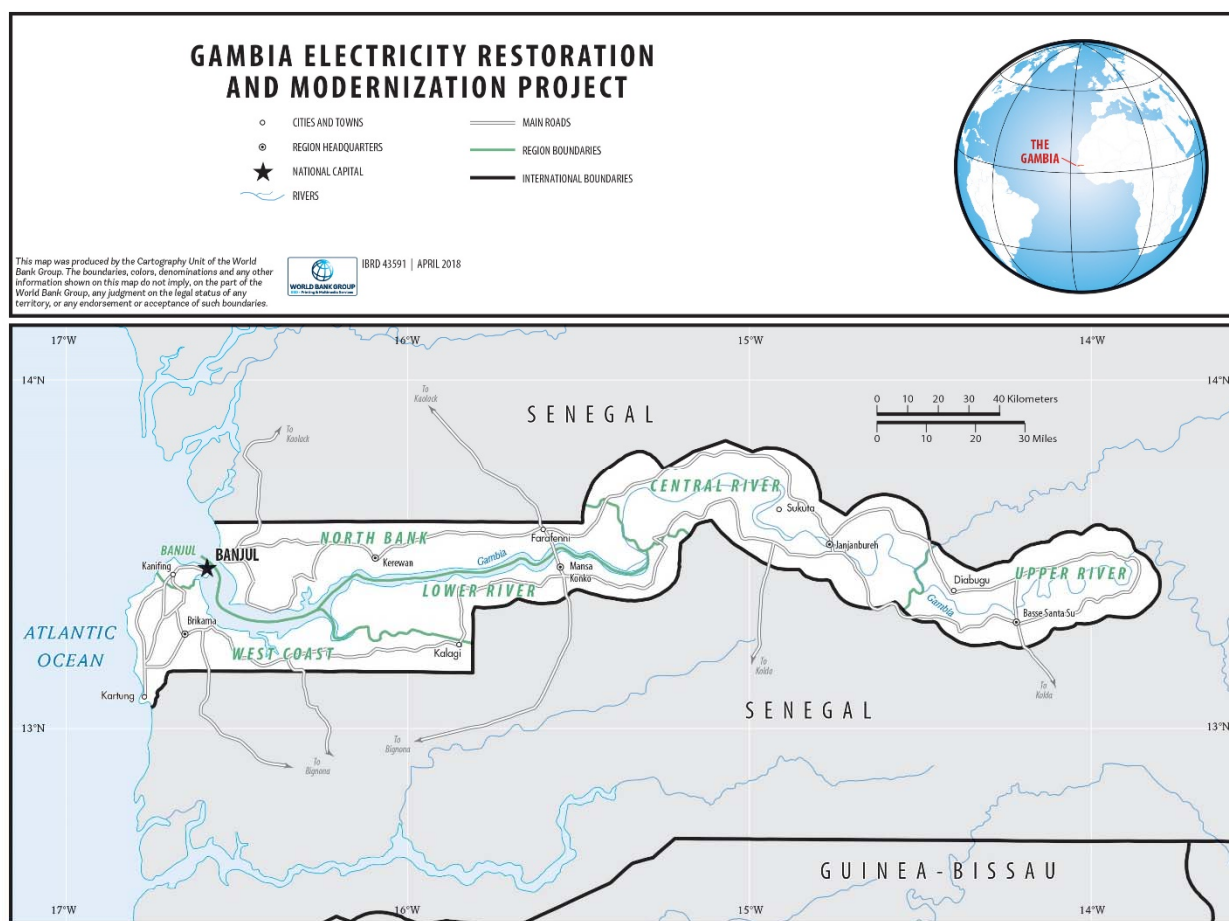 GAMBIA ELECTRICITY RESTORATION
AND MODERNIZATION PROJECT
CITIES AND TOWNS
REGION HEADQUARTERS
NATIONAL CAPITAL
RIVERS
MAIN ROADS
REGION BOUNDARIES
INTERNATIONAL BOUNDARIES
THE
GAMBIA
This map was produced by the Cartography Unit of the World
Bank Group. The boundaries, colors, denominations and any other
information shown on this map do not imply, on the part of the
World Bank Group, any judgment on the legal status of any
territory, or any endorsement or acceptance of such boundaries.
WORLD BANK GROUP
IBRD 43591 | APRIL 2018
17°W
16°W
15°W
14°W
14°N
14°N
To
Kaolack
SENEGAL
0 10 20 30 40 Kilometers
0 10 20 30 Miles
To
Kaolack
CENTRAL RIVER
Sukuta
NORTH BANK
Farafenni
BANJUL
BANJUL
Janjanbureh
Kanifing
Kerewan
Gambia
Mansa
Konko
Diabugu
UPPER RIVER
LOWER RIVER
Gambia
Basse Santa Su
Brikama
ATLANTIC
OCEAN
WEST COAST
Kalagi
To
Kolda
To
Kolda
Kartung
SENEGAL
13°N
13°N
To
Bignona
To
Bignona
GUINEA-BISSAU
17°W
16°W
15°W
14°W